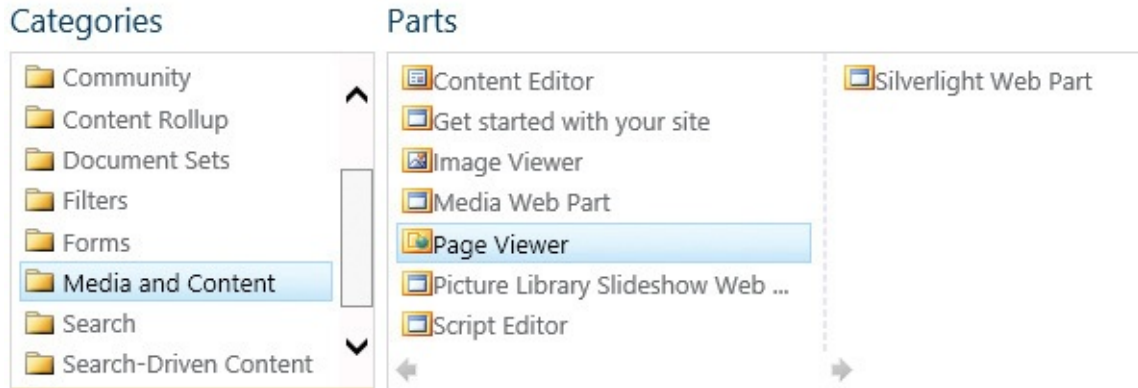 Categories
Community
Content Rollup
Document Sets
Filters
Forms
Media and Content
Search
Search-Driven Content
Parts
Content Editor
Get started with your site
Image Viewer
Media Web Part
Page Viewer
Picture Library Slideshow Web ...
Script Editor
Silverlight Web Part